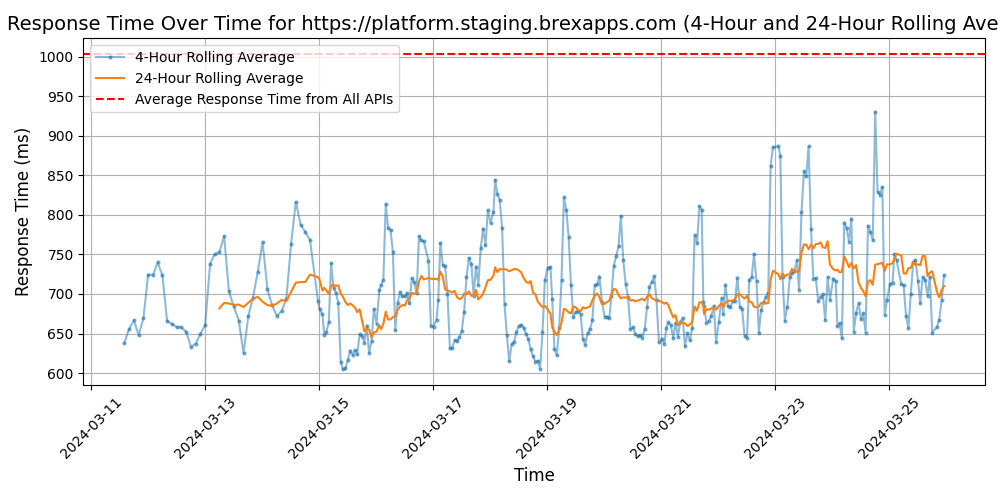 Response Time Over Time for https://platform.staging.brexapps.com (4-Hour and 24-Hour Rolling Ave
4-Hour Rolling Average
24-Hour Rolling Average
Average Response Time from All APIs
Response Time (ms)
1000
950
900
850
800
750
700
650
600
2024-03-11
2024-03-13
2024-03-15
2024-03-17
2024-03-19
2024-03-21
2024-03-23
2024-03-25
Time